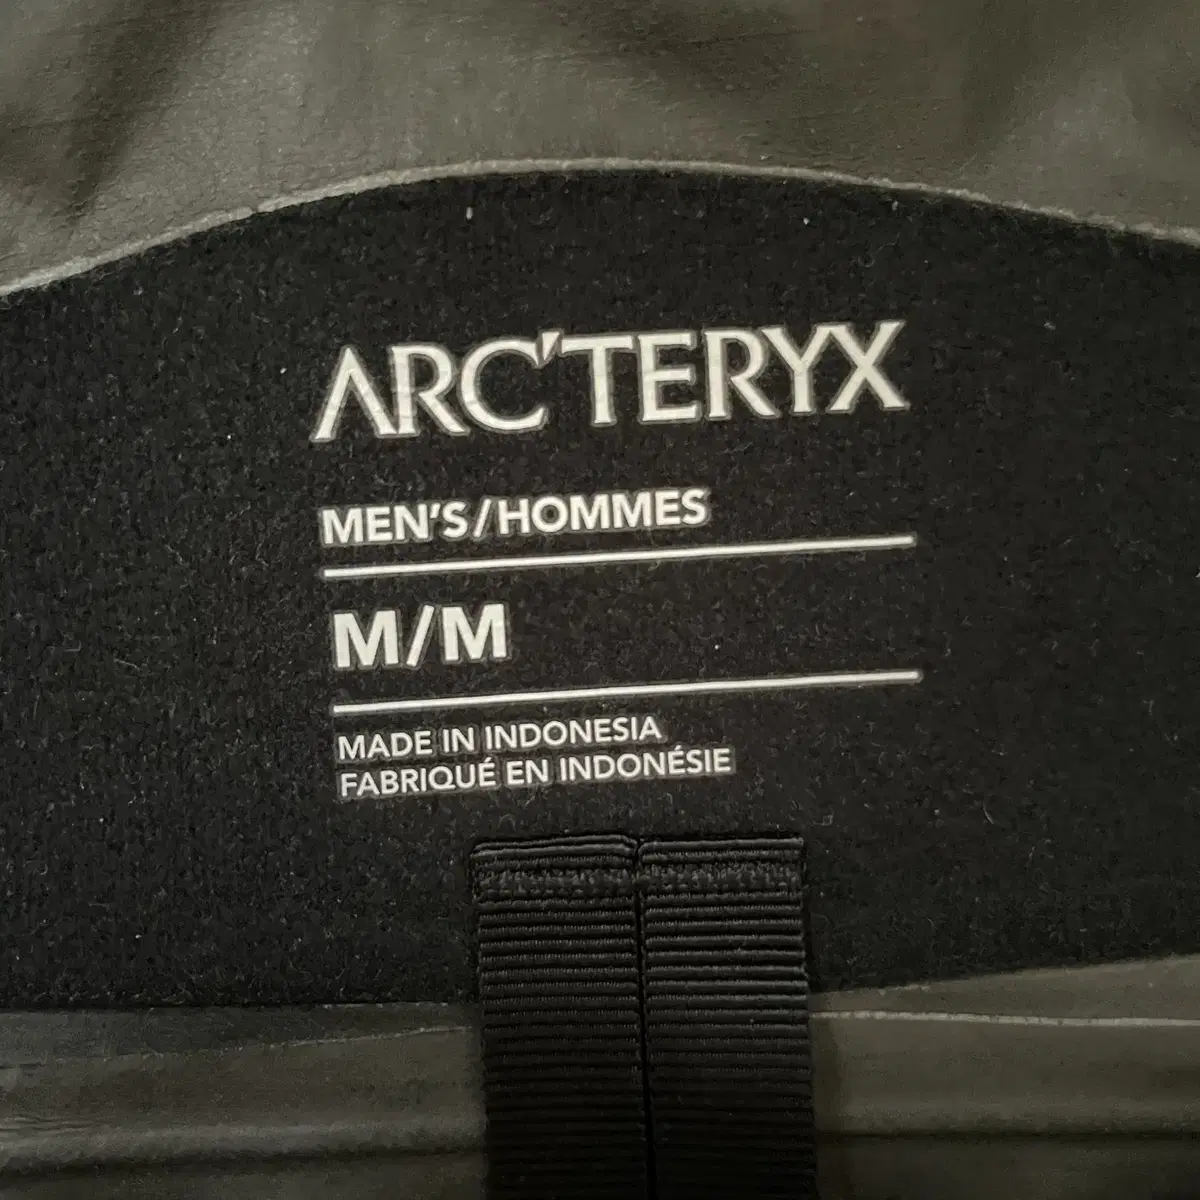 ARC'TERYX
MEN'S/HOMMES
M/M
MADE IN INDONESIA
FABRIQUÉ EN INDONÉSIE